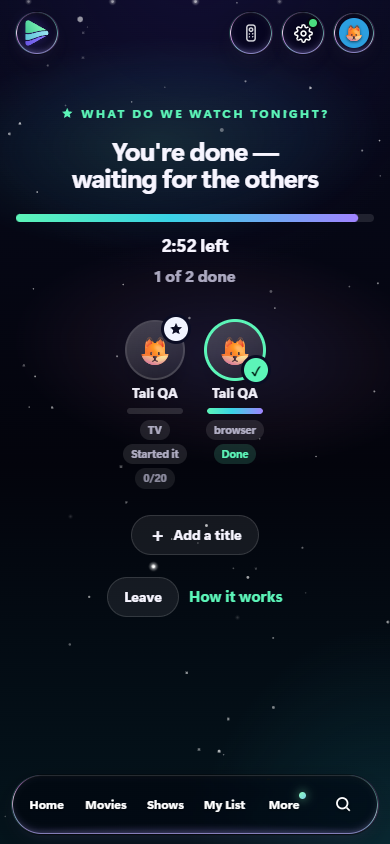 ★ WHAT DO WE WATCH TONIGHT?
You're done —
waiting for the others
2:52 left
1 of 2 done
Tali QA
Tali QA
TV
browser
Started it
Done
0/20
+ Add a title
Leave
How it works
Home
Movies
Shows
My List
More